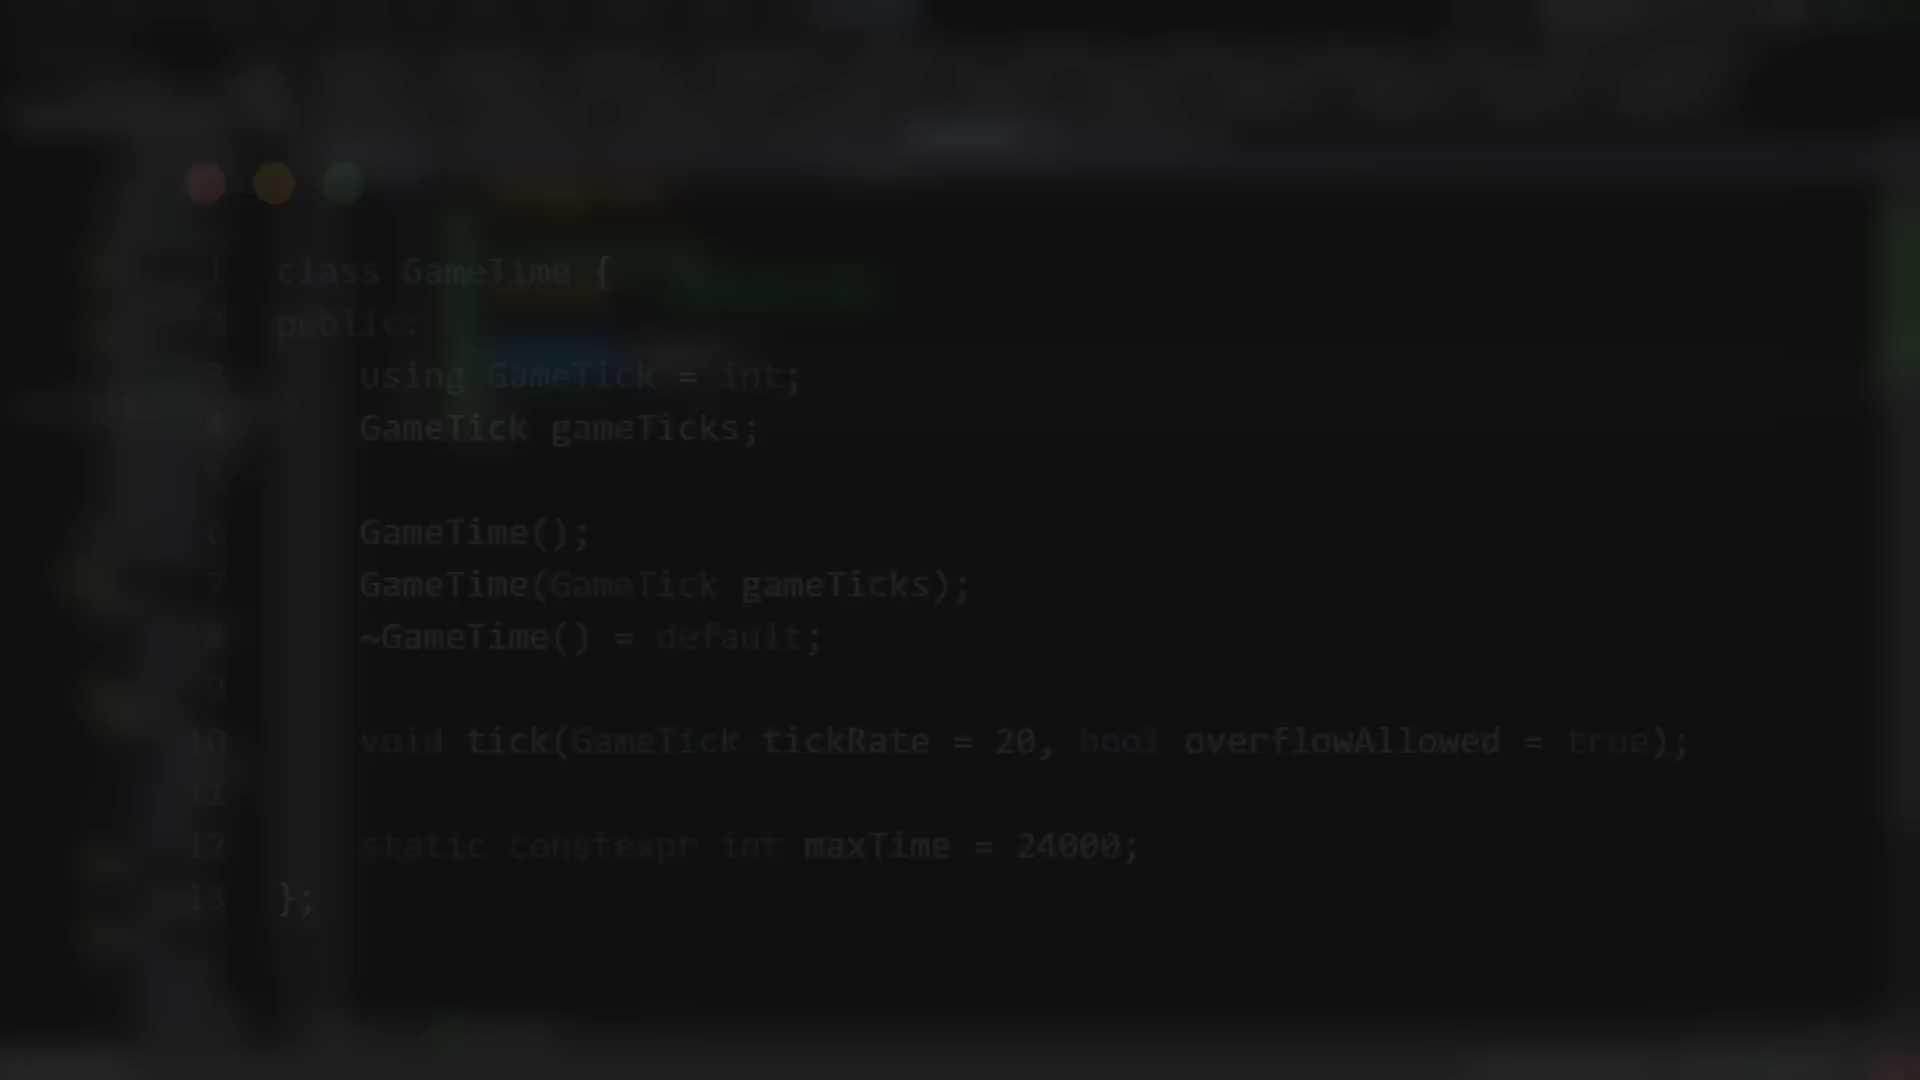 1 class GameTime {
2 public:
3 using GameTick = int;
4 GameTick gameTicks;
5
6 GameTime();
7 GameTime(GameTick gameTicks);
8 ~GameTime() = default;
9
10 void tick(GameTick tickRate = 20, bool overflowAllowed = true);
11
12 static constexpr int maxTime = 24000;
13 };